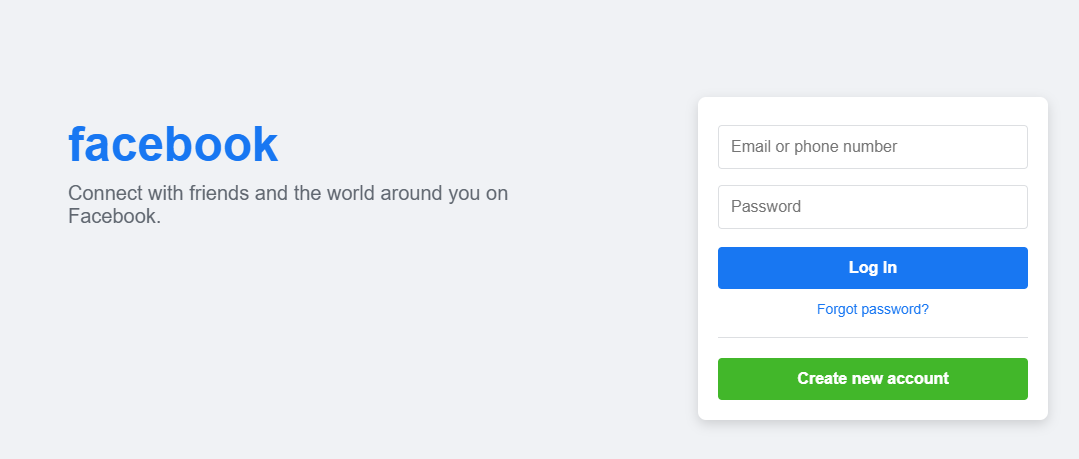 facebook
Connect with friends and the world around you on
Facebook.
Email or phone number
Password
Log In
Forgot password?
Create new account